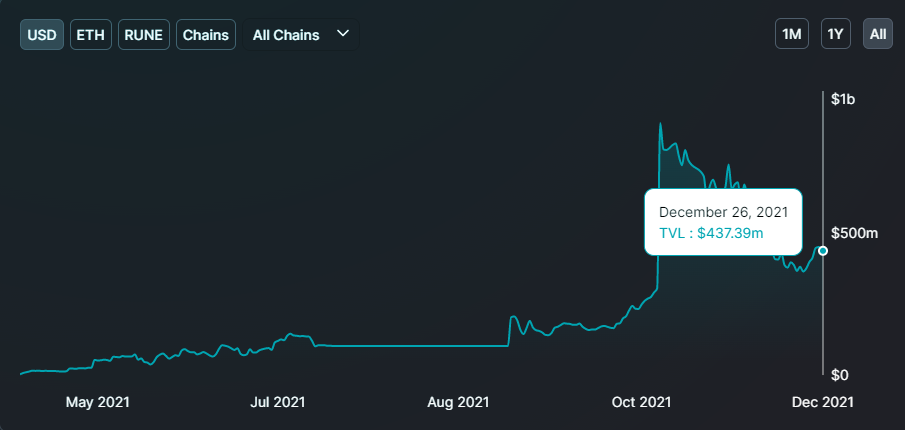 USD ETH RUNE Chains All Chains 1M 1Y All
$1b
December 26, 2021
TVL : $437.39m
$500m
$0
May 2021 Jul 2021 Aug 2021 Oct 2021 Dec 2021